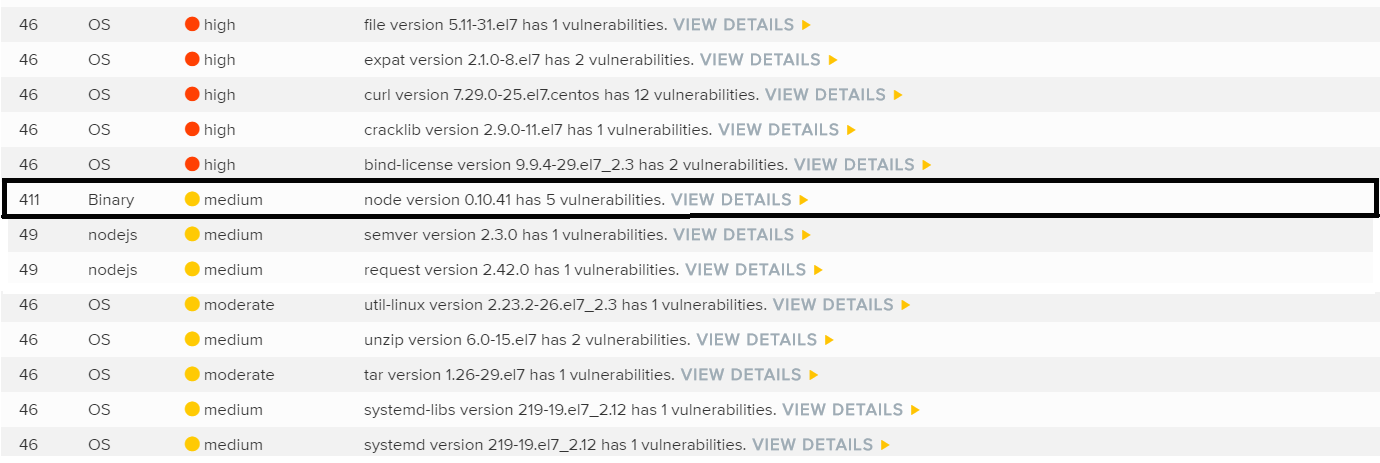 46 OS high file version 5.11-31.el7 has 1 vulnerabilities. VIEW DETAILS
46 OS high expat version 2.1.0-8.el7 has 2 vulnerabilities. VIEW DETAILS
46 OS high curl version 7.29.0-25.el7.centos has 12 vulnerabilities. VIEW DETAILS
46 OS high cracklib version 2.9.0-11.el7 has 1 vulnerabilities. VIEW DETAILS
46 OS high bind-license version 9.9.4-29.el7_2.3 has 2 vulnerabilities. VIEW DETAILS
411 Binary medium node version 0.10.41 has 5 vulnerabilities. VIEW DETAILS
49 nodejs medium semver version 2.3.0 has 1 vulnerabilities. VIEW DETAILS
49 nodejs medium request version 2.42.0 has 1 vulnerabilities. VIEW DETAILS
46 OS moderate util-linux version 2.23.2-26.el7_2.3 has 1 vulnerabilities. VIEW DETAILS
46 OS medium unzip version 6.0-15.el7 has 2 vulnerabilities. VIEW DETAILS
46 OS moderate tar version 1.26-29.el7 has 1 vulnerabilities. VIEW DETAILS
46 OS medium systemd-libs version 219-19.el7_2.12 has 1 vulnerabilities. VIEW DETAILS
46 OS medium systemd version 219-19.el7_2.12 has 1 vulnerabilities. VIEW DETAILS